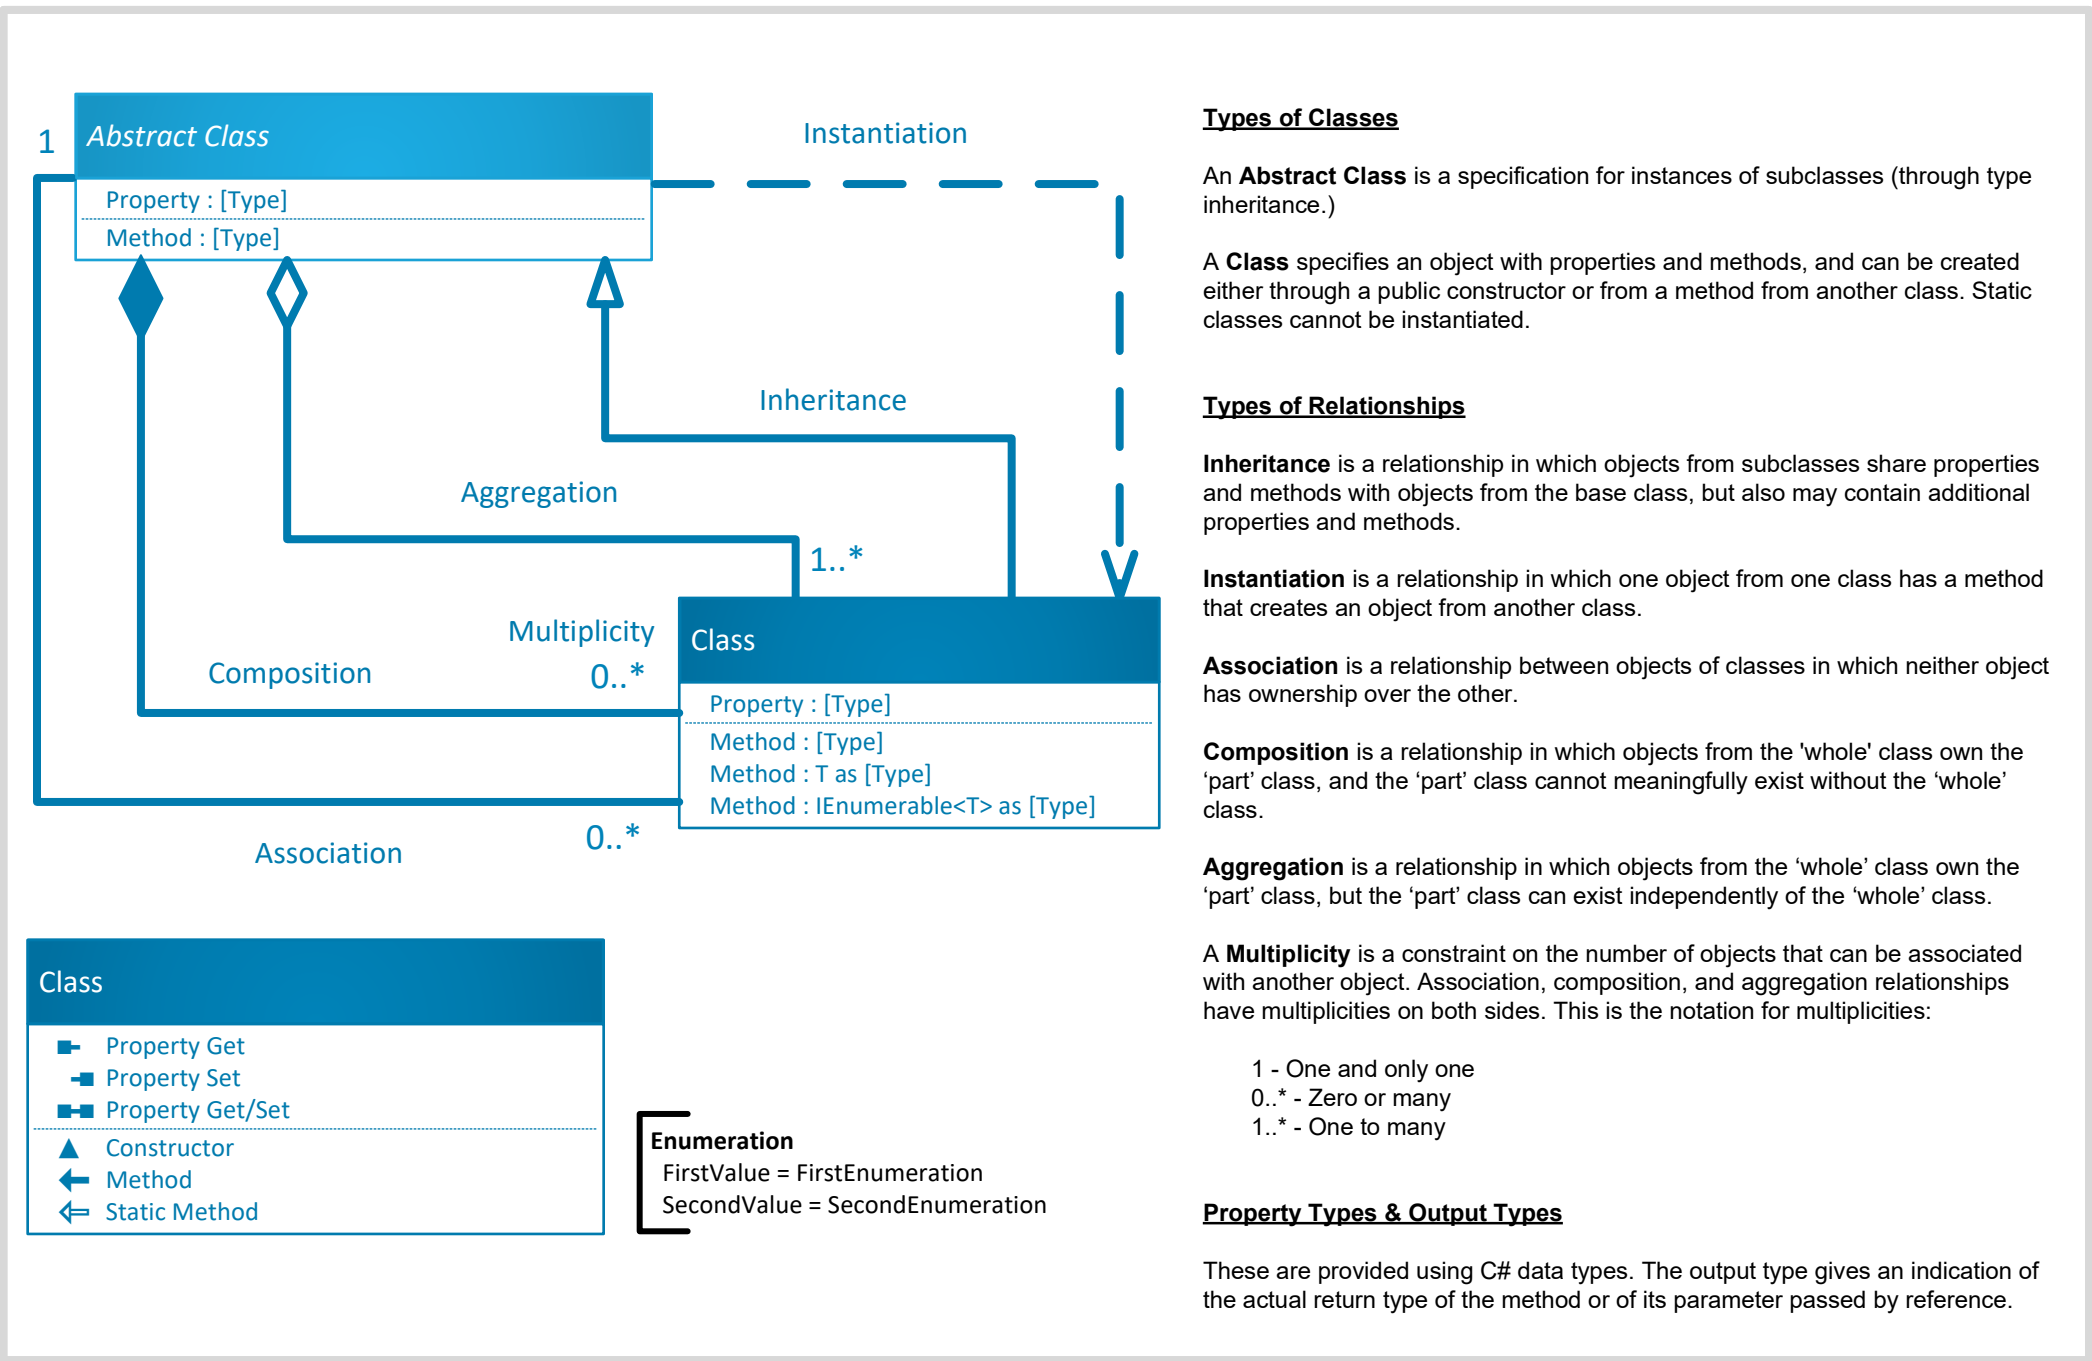 1
Abstract Class
Property : [Type]
Method : [Type]
Instantiation
Inheritance
Aggregation
1..*
Multiplicity
0..*
Composition
Class
Property : [Type]
Method : [Type]
Method : T as [Type]
Method : IEnumerable<T> as [Type]
0..*
Association
Class
Property Get
Property Set
Property Get/Set
Constructor
Method
Static Method
Enumeration
FirstValue = FirstEnumeration
SecondValue = SecondEnumeration
Types of Classes
An Abstract Class is a specification for instances of subclasses (through type
inheritance.)
A Class specifies an object with properties and methods, and can be created
either through a public constructor or from a method from another class. Static
classes cannot be instantiated.
Types of Relationships
Inheritance is a relationship in which objects from subclasses share properties
and methods with objects from the base class, but also may contain additional
properties and methods.
Instantiation is a relationship in which one object from one class has a method
that creates an object from another class.
Association is a relationship between objects of classes in which neither object
has ownership over the other.
Composition is a relationship in which objects from the 'whole' class own the
‘part’ class, and the ‘part’ class cannot meaningfully exist without the ‘whole’
class.
Aggregation is a relationship in which objects from the ‘whole’ class own the
‘part’ class, but the ‘part’ class can exist independently of the ‘whole’ class.
A Multiplicity is a constraint on the number of objects that can be associated
with another object. Association, composition, and aggregation relationships
have multiplicities on both sides. This is the notation for multiplicities:
1 - One and only one
0..* - Zero or many
1..* - One to many
Property Types & Output Types
These are provided using C# data types. The output type gives an indication of
the actual return type of the method or of its parameter passed by reference.